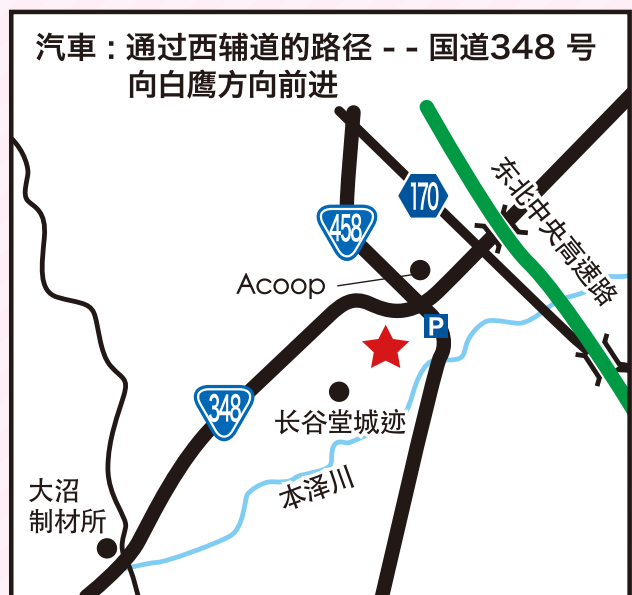 汽車：通过西辅道的路径 - - 国道348 号
向白鹰方向前进
170
东北中央高速路
458
Acoop
P
348
长谷堂城迹
本泽川
大沼
制材所